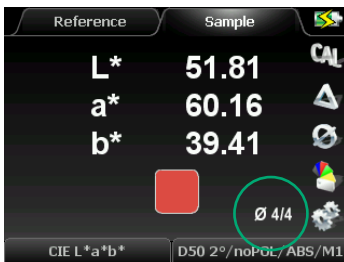 Reference Sample
L* 51.81
a* 60.16
b* 39.41
CAL
Ø 4/4
CIE L*a*b* D50 2°/noPOL/ABS/M1